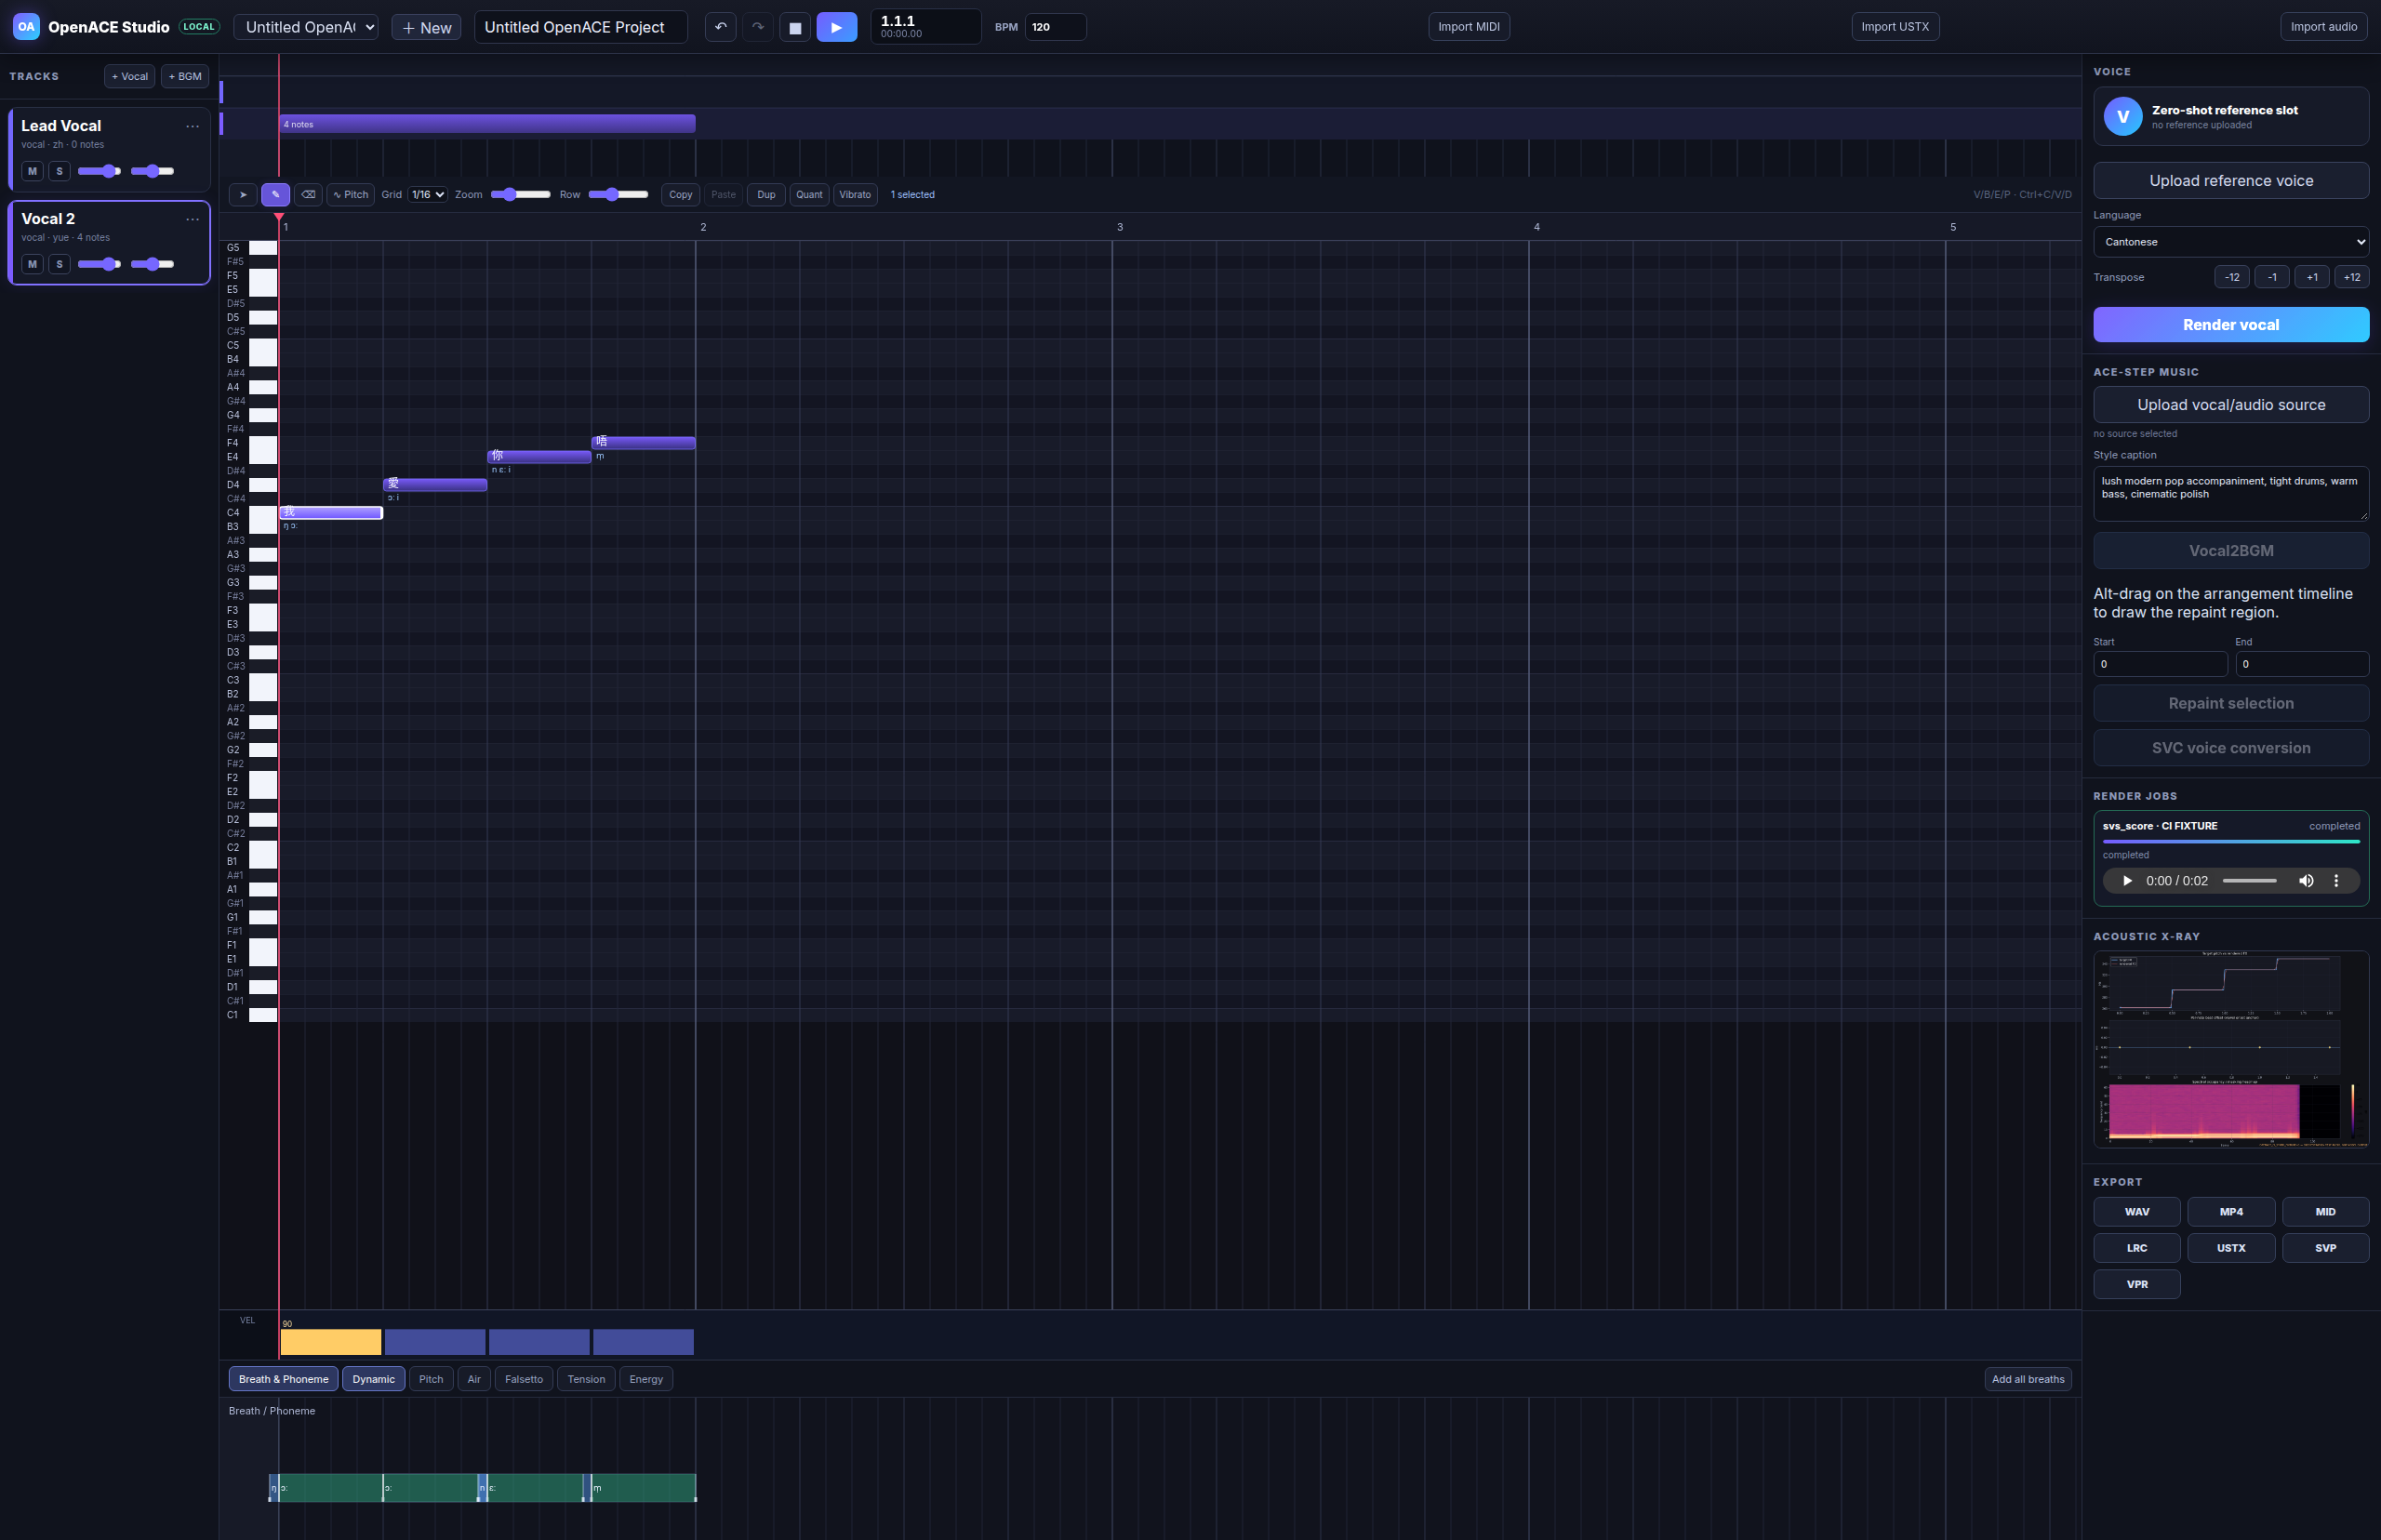 OA OpenACE Studio LOCAL Untitled OpenA( + New Untitled OpenACE Project 1.1.1 BPM 120 Import MIDI Import USTX Import audio
00:00.00
TRACKS + Vocal + BGM
Lead Vocal ...
vocal · zh · 0 notes
M S
Vocal 2 ...
vocal · yue · 4 notes
M S
4 notes
Pitch Grid 1/16 Zoom Row Copy Paste Dup Quant Vibrato 1 selected V/B/E/P · Ctrl+C/V/D
1 2 3 4 5
G5
F#5
F5
E5
D#5
D5
C#5
C5
B4
A#4
A4
G#4
G4
F#4
F4 唔
E4 你 m̩
D#4 n ɛː i
D4 愛
C#4 ɔː i
C4 我
B3 ŋ ɔː
A#3
A3
G#3
G3
F#3
F3
E3
D#3
D3
C#3
C3
B2
A#2
A2
G#2
G2
F#2
F2
E2
D#2
D2
C#2
C2
B1
A#1
A1
G#1
G1
F#1
F1
E1
D#1
D1
C#1
C1
VEL 90
Breath & Phoneme Dynamic Pitch Air Falsetto Tension Energy Add all breaths
Breath / Phoneme
ŋ ɔː ɔː n ɛː m̩
VOICE
V Zero-shot reference slot
no reference uploaded
Upload reference voice
Language
Cantonese
Transpose -12 -1 +1 +12
Render vocal
ACE-STEP MUSIC
Upload vocal/audio source
no source selected
Style caption
lush modern pop accompaniment, tight drums, warm
bass, cinematic polish
Vocal2BGM
Alt-drag on the arrangement timeline
to draw the repaint region.
Start End
0 0
Repaint selection
SVC voice conversion
RENDER JOBS
svs_score · CI FIXTURE completed
completed
0:00 / 0:02
ACOUSTIC X-RAY
EXPORT
WAV MP4 MID
LRC USTX SVP
VPR